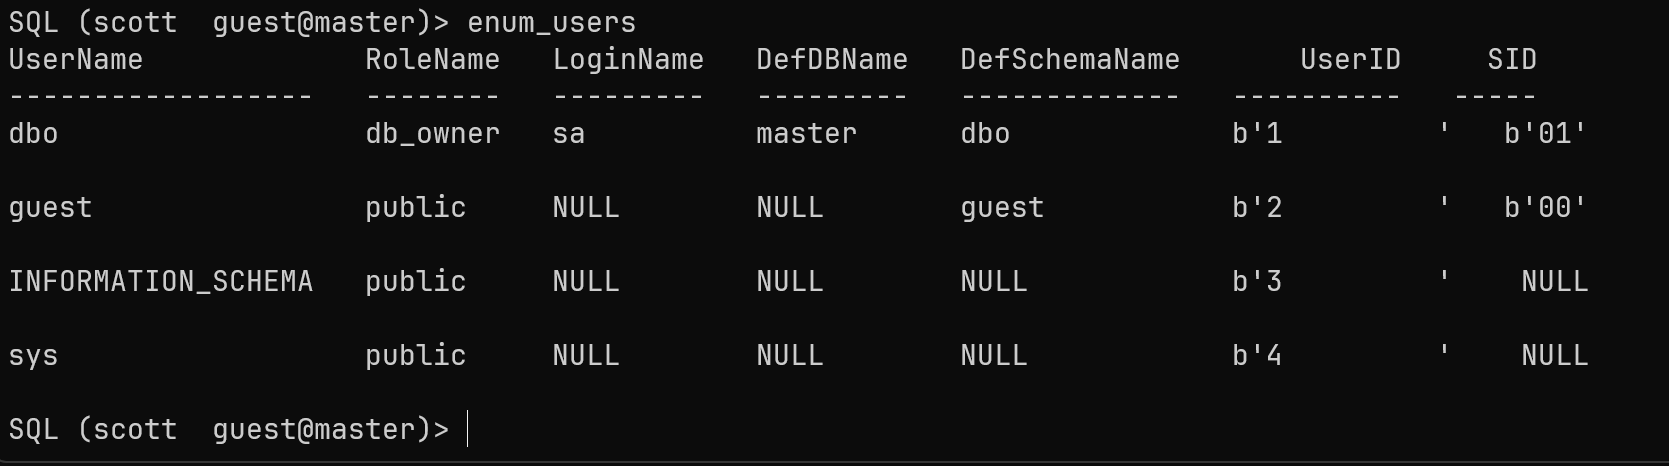 SQL (scott  guest@master)> enum_users
UserName             RoleName   LoginName   DefDBName   DefSchemaName       UserID     SID
------------------   --------   ---------   ---------   -------------   ----------   -----
dbo                  db_owner   sa          master      dbo             b'1         '   b'01'
guest                public     NULL        NULL        guest           b'2         '   b'00'
INFORMATION_SCHEMA   public     NULL        NULL        NULL            b'3         '    NULL
sys                  public     NULL        NULL        NULL            b'4         '    NULL
SQL (scott  guest@master)>